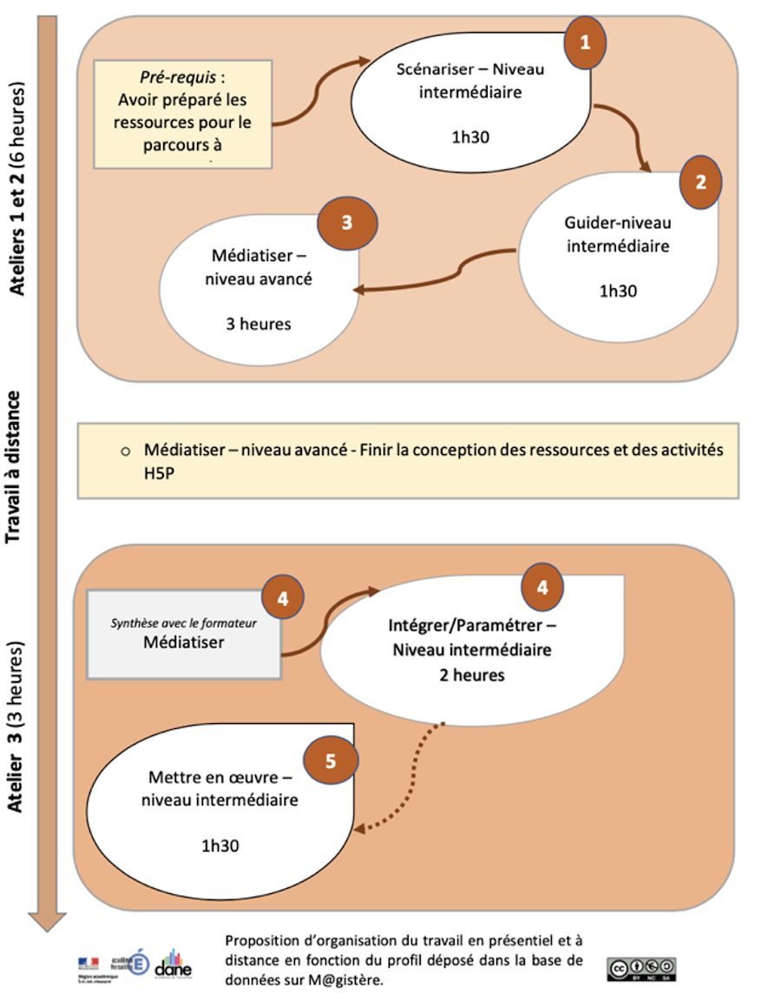 Ateliers 1 et 2 (6 heures)
Pré-requis :
Avoir préparé les
ressources pour le
parcours à
1
Scénariser – Niveau
intermédiaire
1h30
2
Guider-niveau
intermédiaire
1h30
3
Médiatiser –
niveau avancé
3 heures
Travail à distance
o Médiatiser – niveau avancé - Finir la conception des ressources et des activités
H5P
Atelier 3 (3 heures)
4
Synthèse avec le formateur
Médiatiser
4
Intégrer/Paramétrer –
Niveau intermédiaire
2 heures
5
Mettre en œuvre –
niveau intermédiaire
1h30
Proposition d'organisation du travail en présentiel et à
distance en fonction du profil déposé dans la base de
données sur M@gistère.
dane
cc
BY NC SA